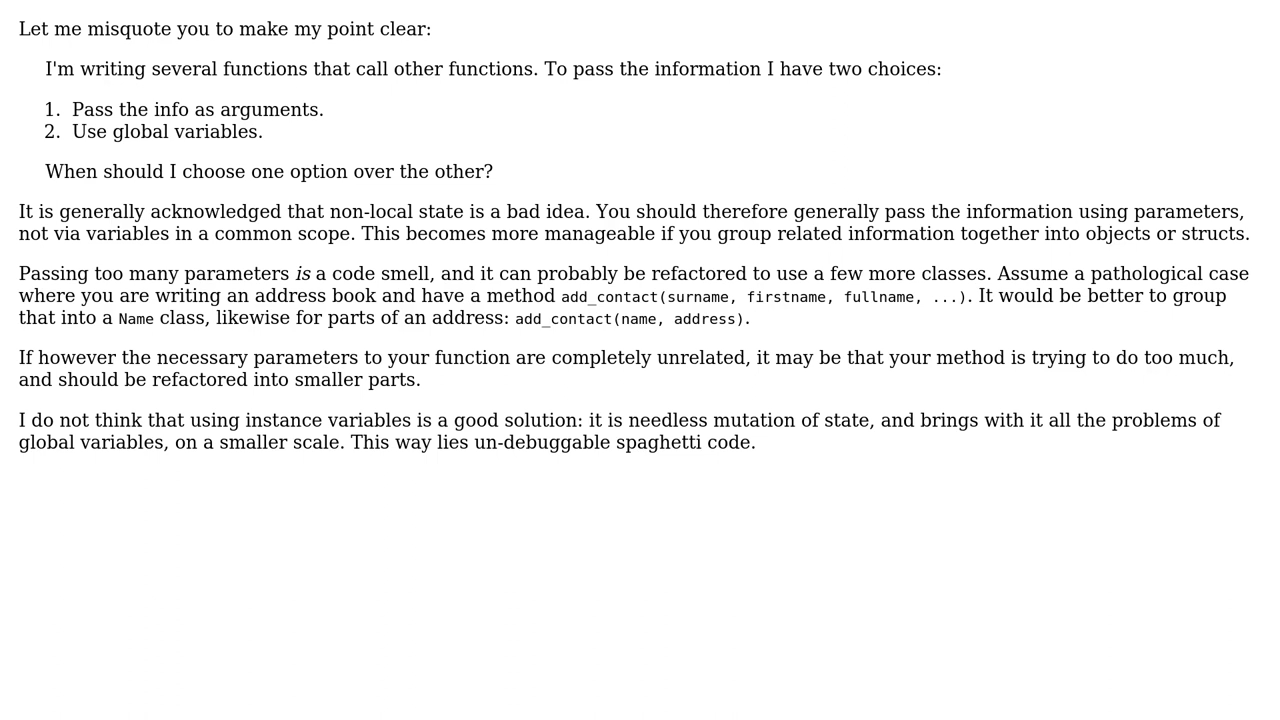 Let me misquote you to make my point clear:
I'm writing several functions that call other functions. To pass the information I have two choices:
1. Pass the info as arguments.
2. Use global variables.
When should I choose one option over the other?
It is generally acknowledged that non-local state is a bad idea. You should therefore generally pass the information using parameters,
not via variables in a common scope. This becomes more manageable if you group related information together into objects or structs.
Passing too many parameters is a code smell, and it can probably be refactored to use a few more classes. Assume a pathological case
where you are writing an address book and have a method add_contact(surname, firstname, fullname, ...). It would be better to group
that into a Name class, likewise for parts of an address: add_contact(name, address).
If however the necessary parameters to your function are completely unrelated, it may be that your method is trying to do too much,
and should be refactored into smaller parts.
I do not think that using instance variables is a good solution: it is needless mutation of state, and brings with it all the problems of
global variables, on a smaller scale. This way lies un-debuggable spaghetti code.